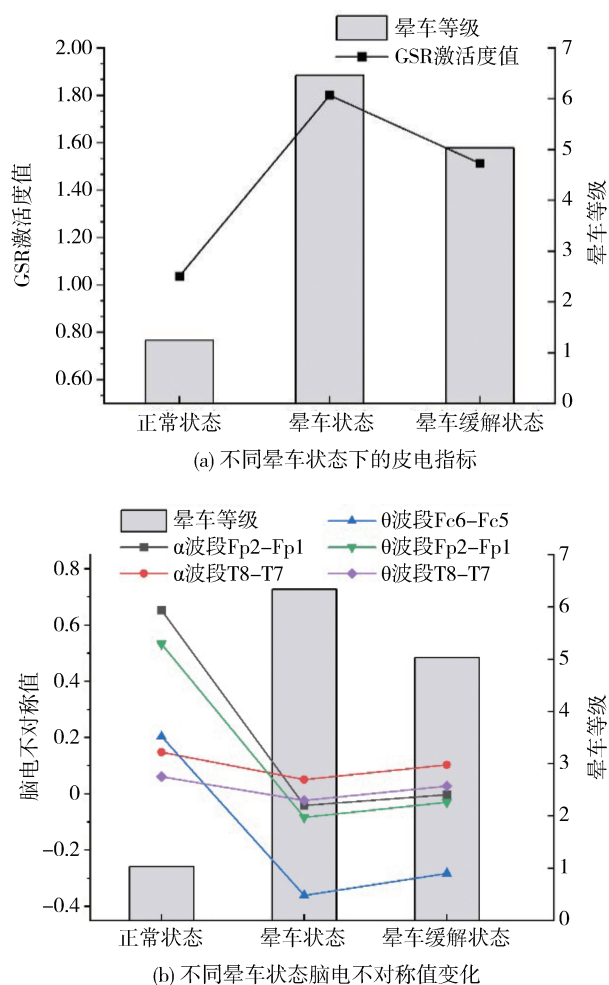 晕车等级
GSR激活度值
2.00
1.80
1.60
1.40
1.20
1.00
0.80
0.60
GSR激活度值
7
6
5
4
3
2
1
0
晕车等级
正常状态 晕车状态 晕车缓解状态
(a) 不同晕车状态下的皮电指标
晕车等级 θ波段Fc6-Fc5
α波段Fp2-Fp1 θ波段Fp2-Fp1
α波段T8-T7 θ波段T8-T7
0.8
0.6
0.4
0.2
0
-0.2
-0.4
脑电不对称值
7
6
5
4
3
2
1
0
晕车等级
正常状态 晕车状态 晕车缓解状态
(b) 不同晕车状态脑电不对称值变化